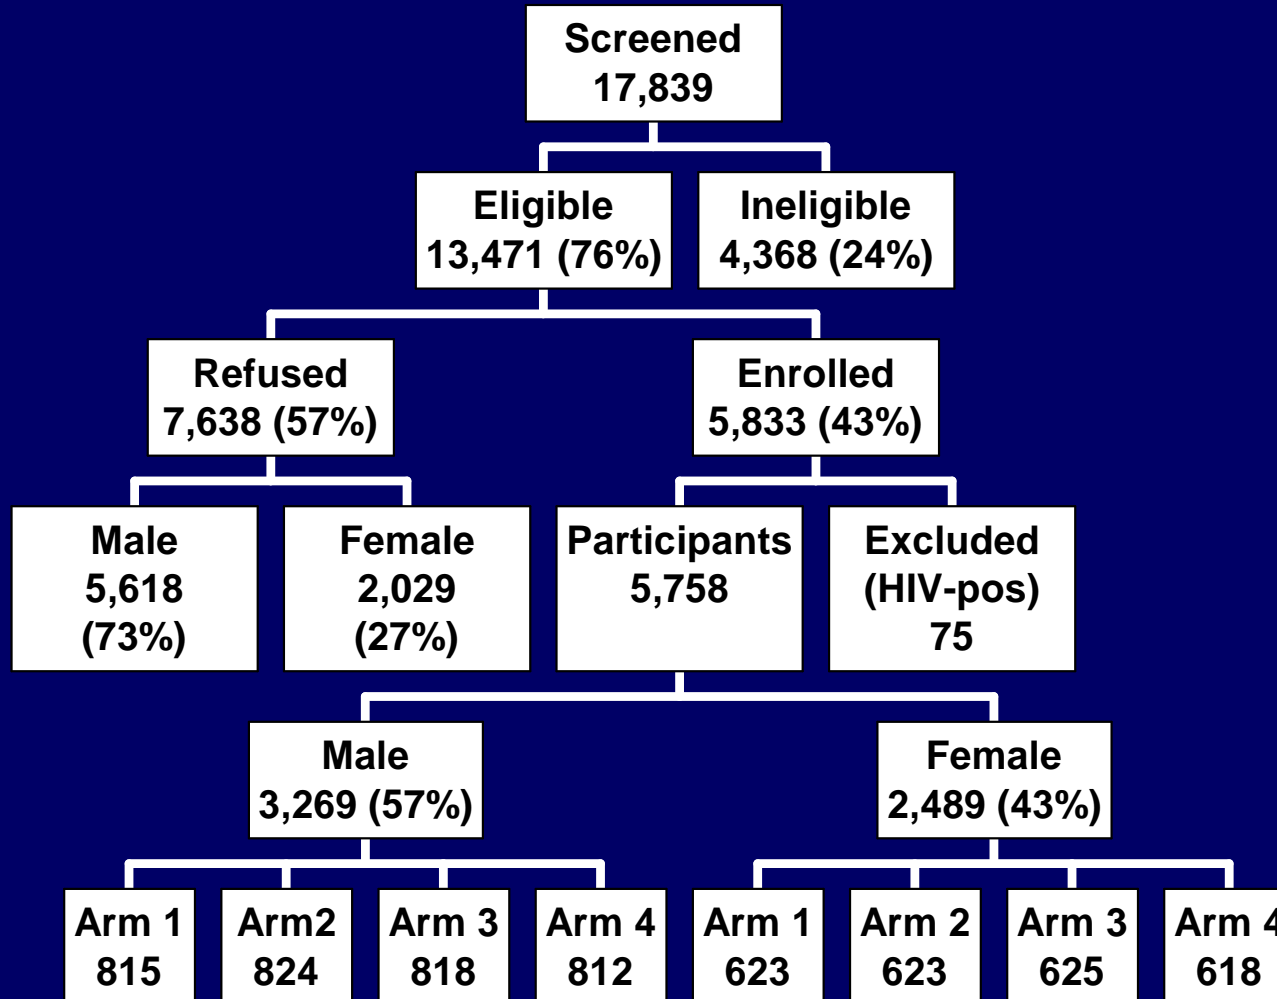 Screened
17,839
Eligible
13,471 (76%)
Ineligible
4,368 (24%)
Refused
7,638 (57%)
Enrolled
5,833 (43%)
Male
5,618
(73%)
Female
2,029
(27%)
Participants
5,758
Excluded
(HIV-pos)
75
Male
3,269 (57%)
Female
2,489 (43%)
Arm 1
815
Arm2
824
Arm 3
818
Arm 4
812
Arm 1
623
Arm 2
623
Arm 3
625
Arm 4
618